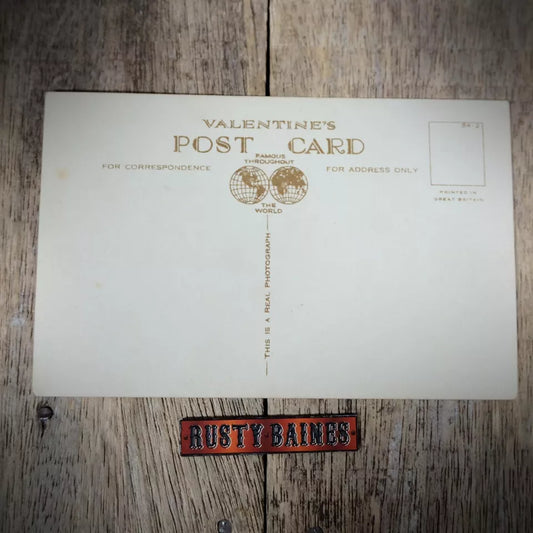 VALENTINE'S
POST CARD
FAMOUS
THROUGHOUT
THE
WORLD
FOR CORRESPONDENCE
FOR ADDRESS ONLY
PRINTED IN
GREAT BRITAIN
THIS IS A REAL PHOTOGRAPH
RUSTY·BAINES